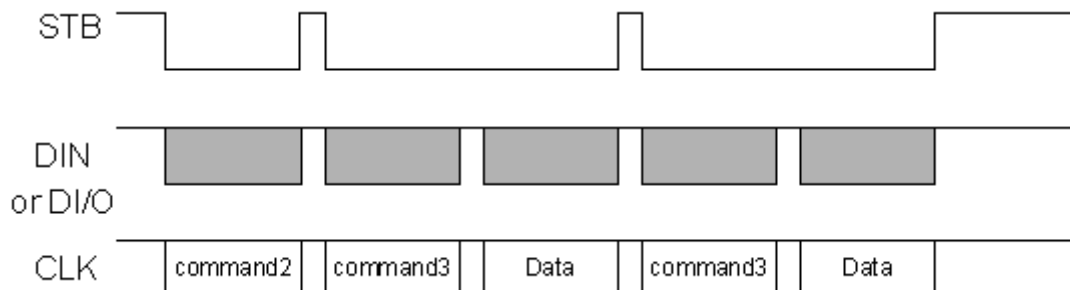 STB
DIN
or DI/O
CLK command2 command3 Data command3 Data